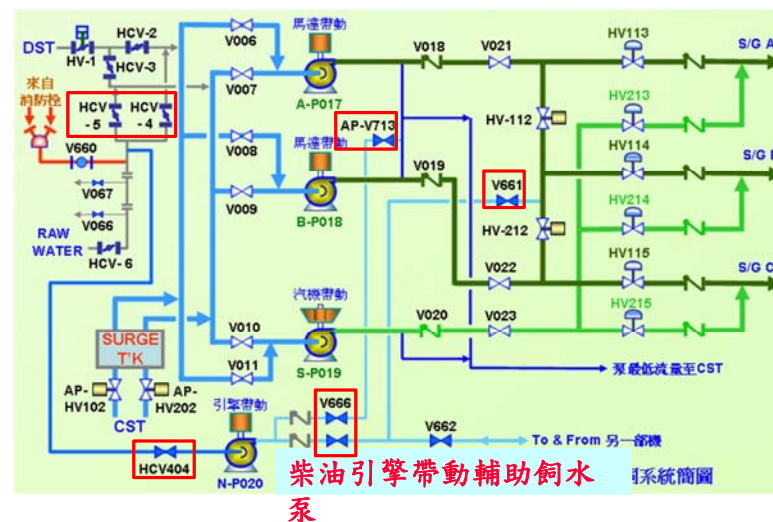 馬達帶動
V006
V018
V021
HV113
S/G A
DST
HCV-2
HV-1
HCV-3
V007
A-P017
HV213
來自
消防栓
HCV
-5
HCV
-4
AP-V713
HV-112
馬達帶動
V660
V008
V019
HV114
S/G B
V067
V009
B-P018
V661
HV214
V066
HV-212
RAW
WATER
HCV-6
V022
HV115
S/G C
汽機帶動
V010
V020
V023
HV215
SURGE
T'K
V011
S-P019
泵最低流量至CST
AP-
HV102
AP-
HV202
CST
引擎帶動
V666
V662
To & From 另一部機
HCV404
N-P020
柴油引擎帶動輔助飼水
泵
系統簡圖